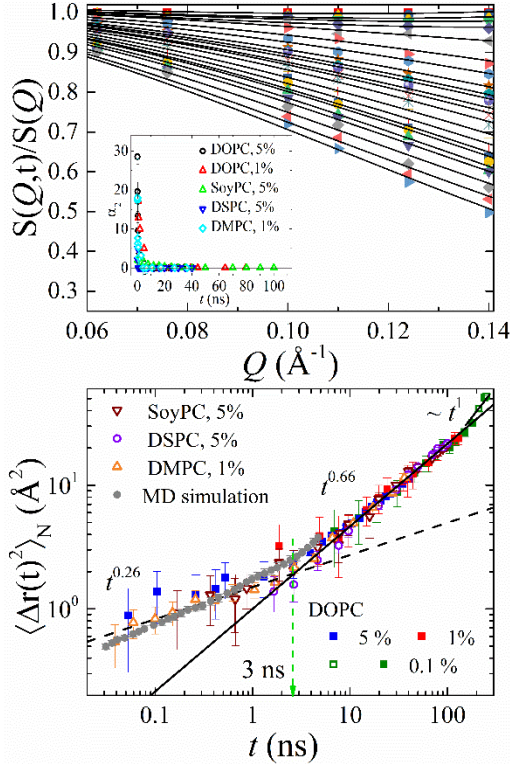 S(Q,t)/S(Q)
1.0
0.9
0.8
0.7
0.6
0.5
0.4
0.3
30
20
10
0
α₂
DOPC, 5%
DOPC,1%
SoyPC, 5%
DSPC, 5%
DMPC, 1%
0 20 40 60 80 100
t (ns)
0.06 0.08 0.10 0.12 0.14
Q (Å⁻¹)
⟨Δr(t)²⟩N (Å²)
SoyPC, 5%
DSPC, 5%
DMPC, 1%
MD simulation
~ t¹
t⁰·⁶⁶
t⁰·²⁶
10¹
10⁰
DOPC
5 % 1%
0.1 %
3 ns
0.1 1 10 100
t (ns)